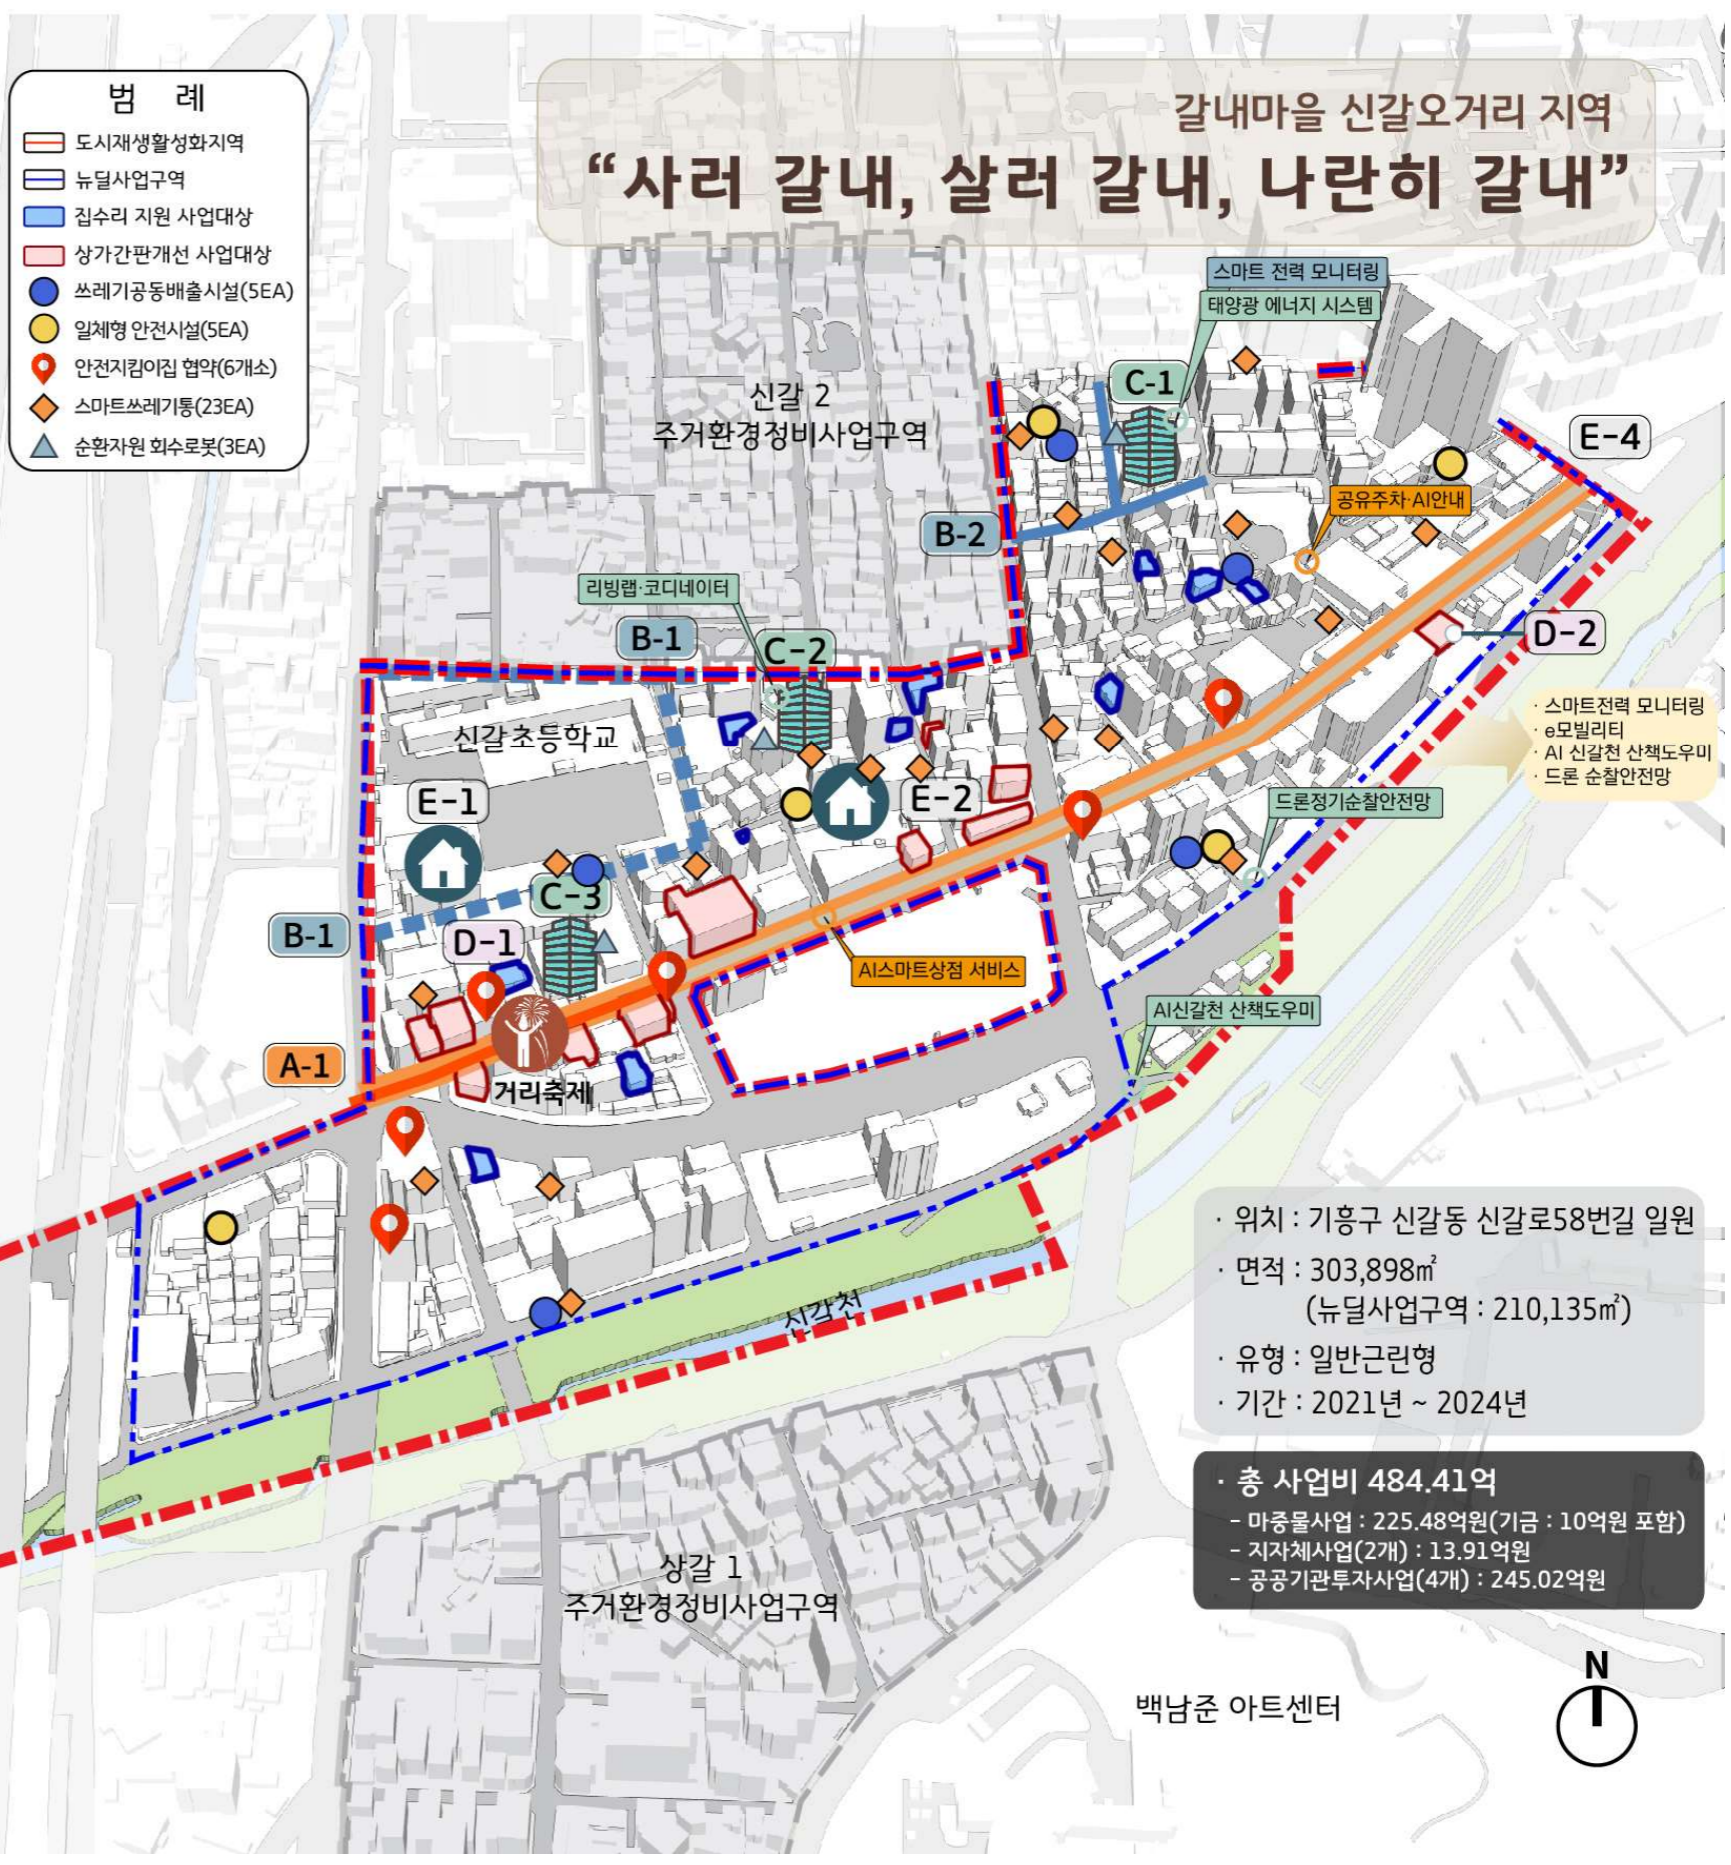 범 례
도시재생활성화지역
뉴딜사업구역
집수리 지원 사업대상
상가간판개선 사업대상
쓰레기공동배출시설(5EA)
일체형 안전시설(5EA)
안전지킴이집 협약(6개소)
스마트쓰레기통(23EA)
순환자원 회수로봇(3EA)
갈내마을 신갈오거리 지역
“사러 갈내, 살러 갈내, 나란히 갈내”
스마트 전력 모니터링
태양광 에너지 시스템
C-1
신갈 2
주거환경정비사업구역
E-4
공유주차·AI안내
B-2
리빙랩·코디네이터
B-1
C-2
D-2
신갈초등학교
· 스마트전력 모니터링
· e모빌리티
· AI 신갈천 산책도우미
· 드론 순찰안전망
E-1
E-2
드론정기순찰안전망
C-3
B-1
D-1
AI스마트상점 서비스
AI신갈천 산책도우미
A-1
거리축제
신갈천
· 위치 : 기흥구 신갈동 신갈로58번길 일원
· 면적 : 303,898㎡
(뉴딜사업구역 : 210,135㎡)
· 유형 : 일반근린형
· 기간 : 2021년 ~ 2024년
· 총 사업비 484.41억
- 마중물사업 : 225.48억원(기금 : 10억원 포함)
- 지자체사업(2개) : 13.91억원
- 공공기관투자사업(4개) : 245.02억원
상갈 1
주거환경정비사업구역
백남준 아트센터
N